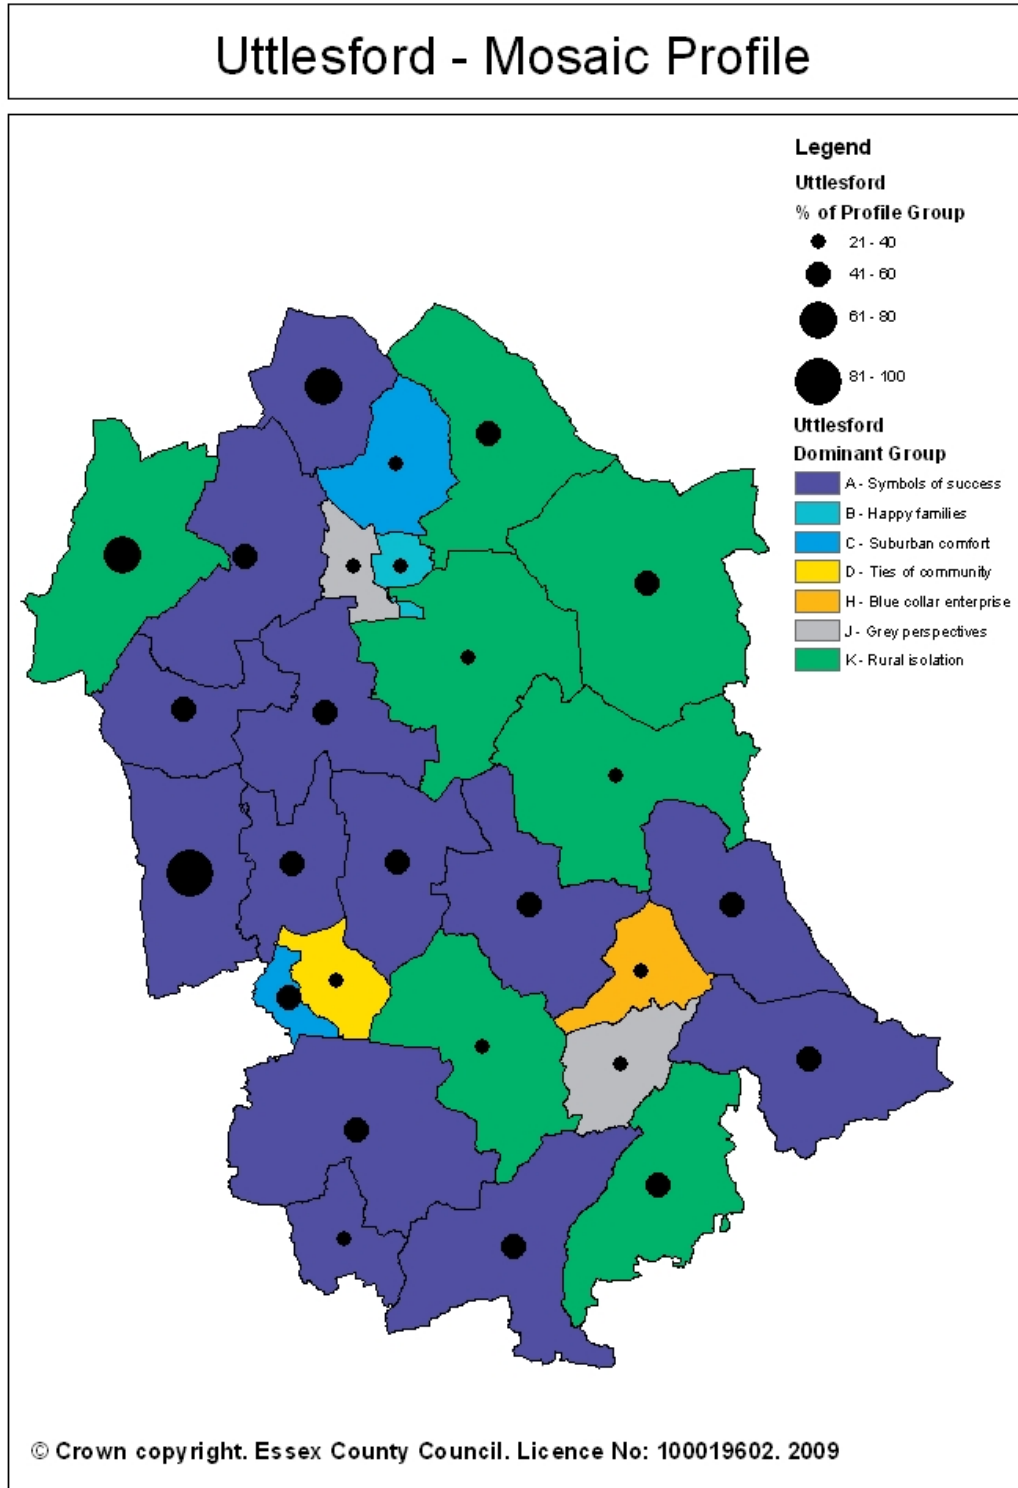 Uttlesford - Mosaic Profile
Legend
Uttlesford
% of Profile Group
21 - 40
41 - 60
61 - 80
81 - 100
Uttlesford
Dominant Group
A - Symbols of success
B - Happy families
C - Suburban comfort
D - Ties of community
H - Blue collar enterprise
J - Grey perspectives
K - Rural isolation
© Crown copyright. Essex County Council. Licence No: 100019602. 2009